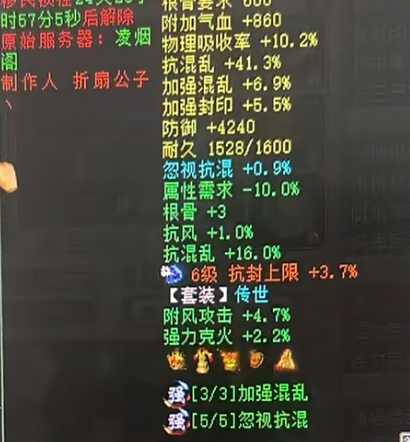 时57分5秒后解除
原始服务器：凌烟
阁
制作人 折扇公子
丶
根骨要求 600
附加气血 +860
物理吸收率 +10.2%
抗混乱 +41.3%
加强混乱 +6.9%
加强封印 +5.5%
防御 +4240
耐久 1528/1600
忽视抗混 +0.9%
属性需求 -10.0%
根骨 +3
抗风 +1.0%
抗混乱 +16.0%
6级 抗封上限 +3.7%
【套装】传世
附风攻击 +4.7%
强力克火 +2.2%
强[3/3]加强混乱
强[5/5]忽视抗混